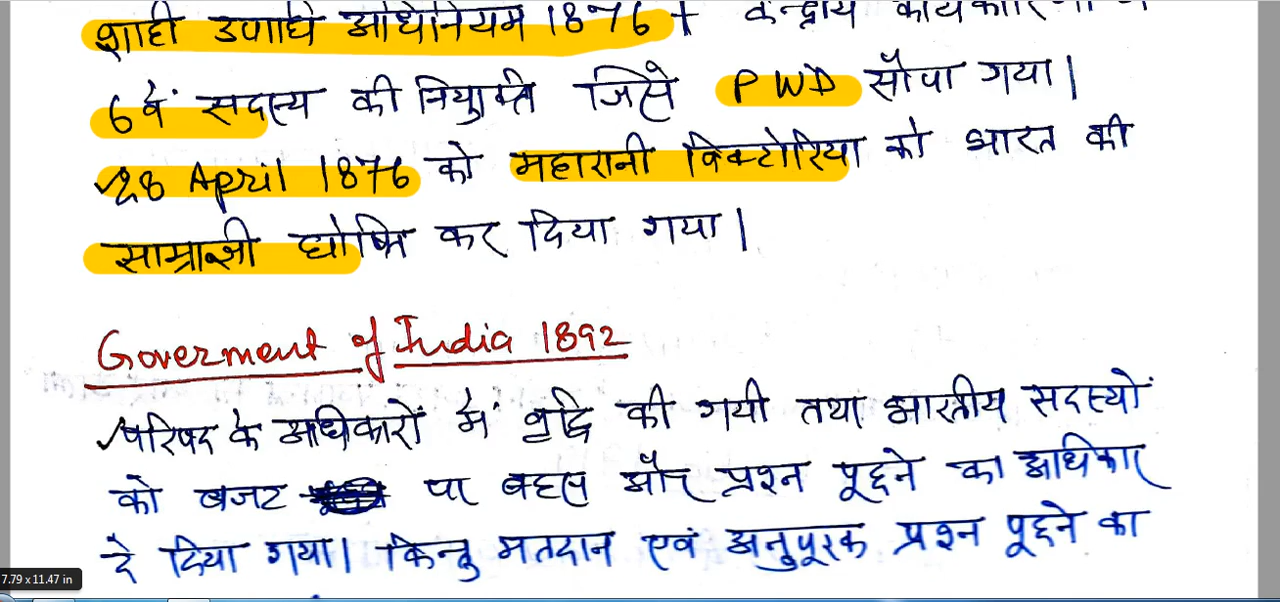 शाही उपाधि अधिनियम 1876 + केन्द्रीय
6वें सदस्य की नियुक्ति जिसे PWD सौंपा गया।
28 April 1876 को महारानी विक्टोरिया को भारत की
साम्राज्ञी घोषित कर दिया गया।
Goverment of India 1892
परिषद के अधिकारों में वृद्धि की गयी तथा भारतीय सदस्यों
को बजट पर बहस और प्रश्न पूछने का अधिकार
दे दिया गया। किन्तु मतदान एवं अनुपूरक प्रश्न पूछने का
7.79 x 11.47 in